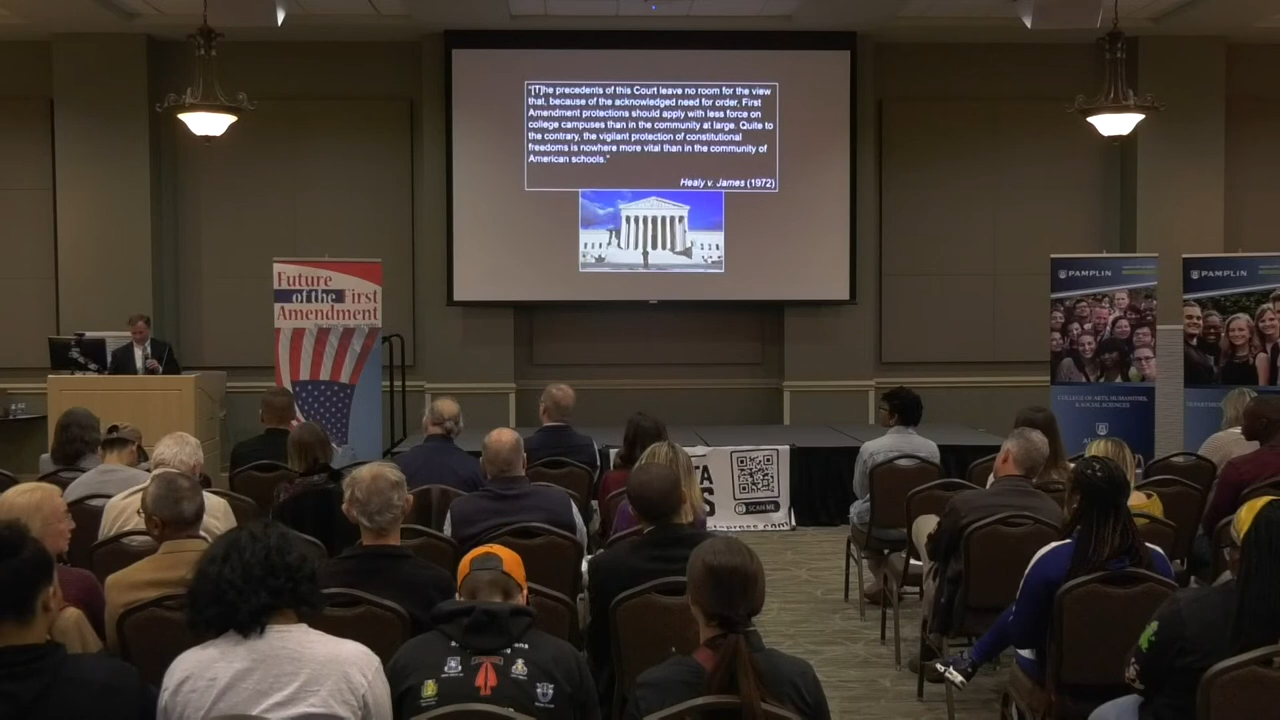 "[T]he precedents of this Court leave no room for the view
that, because of the acknowledged need for order, First
Amendment protections should apply with less force on
college campuses than in the community at large. Quite to
the contrary, the vigilant protection of constitutional
freedoms is nowhere more vital than in the community of
American schools."
Healy v. James (1972)
Future
of the First
Amendment
PAMPLIN
COLLEGE OF ARTS, HUMANITIES,
& SOCIAL SCIENCES
PAMPLIN
SCAN ME